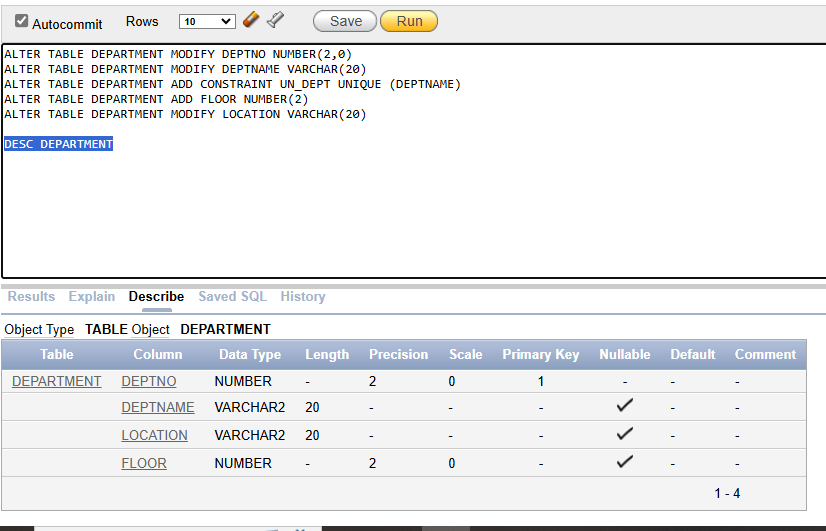 Autocommit Rows 10 Save Run
ALTER TABLE DEPARTMENT MODIFY DEPTNO NUMBER(2,0)
ALTER TABLE DEPARTMENT MODIFY DEPTNAME VARCHAR(20)
ALTER TABLE DEPARTMENT ADD CONSTRAINT UN_DEPT UNIQUE (DEPTNAME)
ALTER TABLE DEPARTMENT ADD FLOOR NUMBER(2)
ALTER TABLE DEPARTMENT MODIFY LOCATION VARCHAR(20)
DESC DEPARTMENT
Results Explain Describe Saved SQL History
Object Type TABLE Object DEPARTMENT
Table Column Data Type Length Precision Scale Primary Key Nullable Default Comment
DEPARTMENT DEPTNO NUMBER - 2 0 1 - - -
DEPTNAME VARCHAR2 20 - - - ✓ - -
LOCATION VARCHAR2 20 - - - ✓ - -
FLOOR NUMBER - 2 0 - ✓ - -
1 - 4